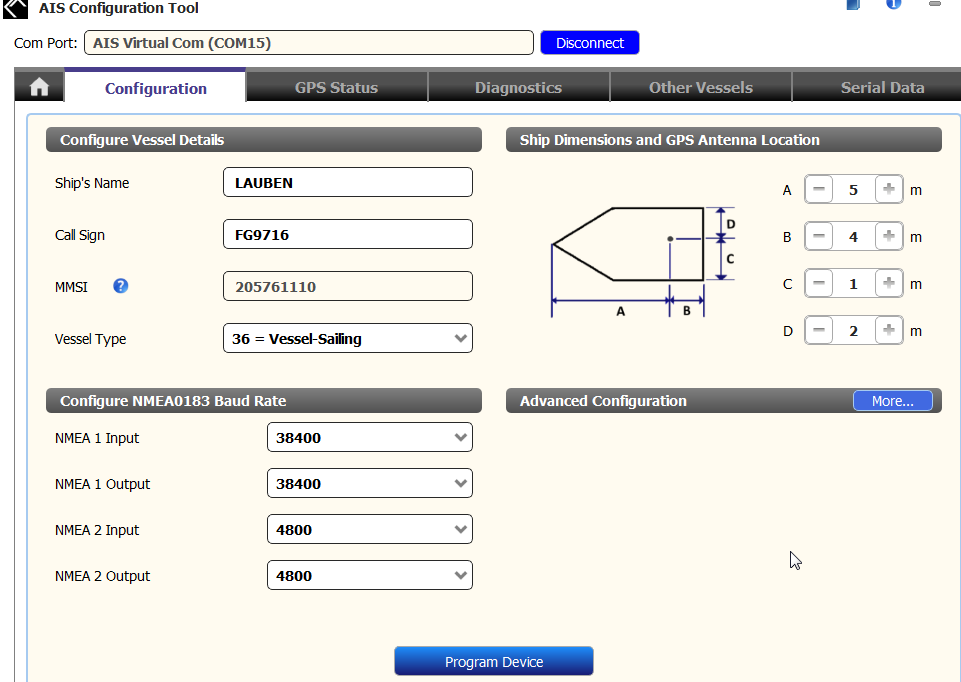 AIS Configuration Tool
Com Port: AIS Virtual Com (COM15) Disconnect
Configuration GPS Status Diagnostics Other Vessels Serial Data
Configure Vessel Details
Ship's Name LAUBEN
Call Sign FG9716
MMSI ? 205761110
Vessel Type 36 = Vessel-Sailing
Ship Dimensions and GPS Antenna Location
D
C
A B
A − 5 + m
B − 4 + m
C − 1 + m
D − 2 + m
Configure NMEA0183 Baud Rate
NMEA 1 Input 38400
NMEA 1 Output 38400
NMEA 2 Input 4800
NMEA 2 Output 4800
Advanced Configuration More...
Program Device